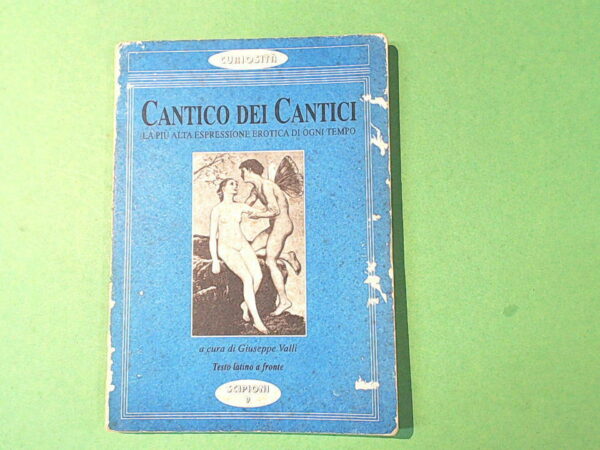 CURIOSITÀ
CANTICO DEI CANTICI
LA PIÙ ALTA ESPRESSIONE EROTICA DI OGNI TEMPO
a cura di Giuseppe Valli
Testo latino a fronte
SCIPIONI
9